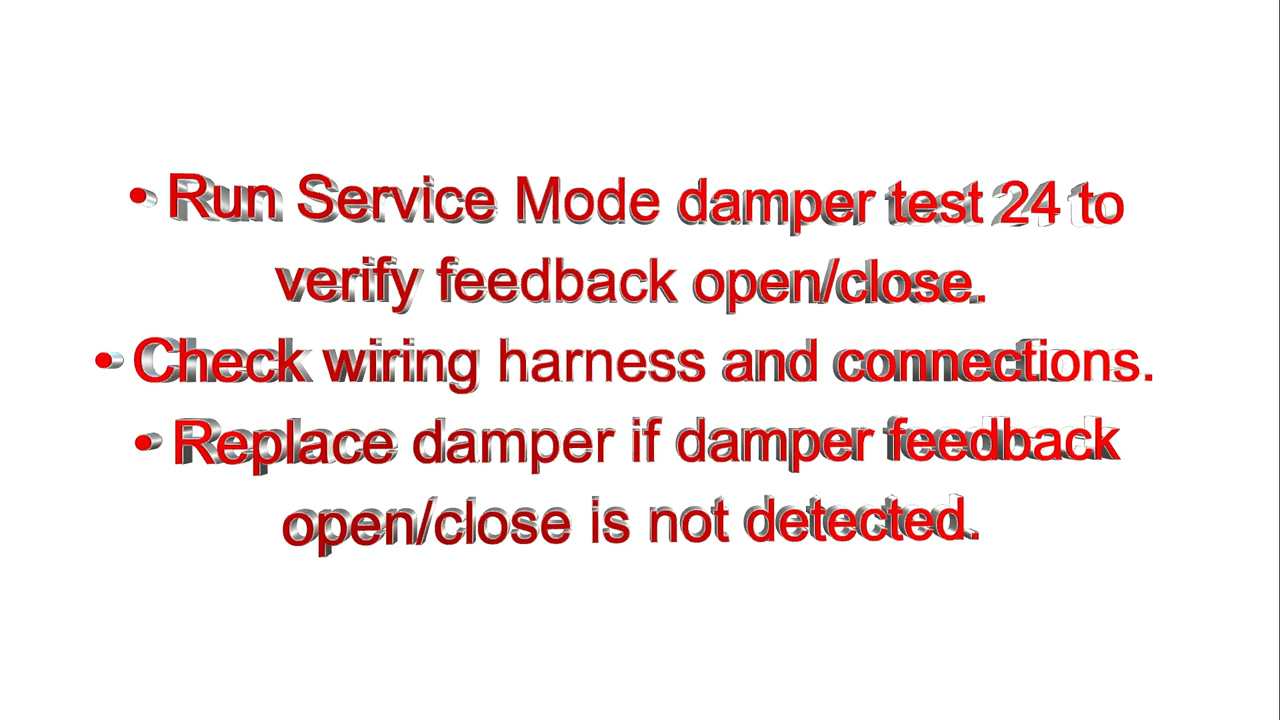 • Run Service Mode damper test 24 to
verify feedback open/close.
• Check wiring harness and connections.
• Replace damper if damper feedback
open/close is not detected.